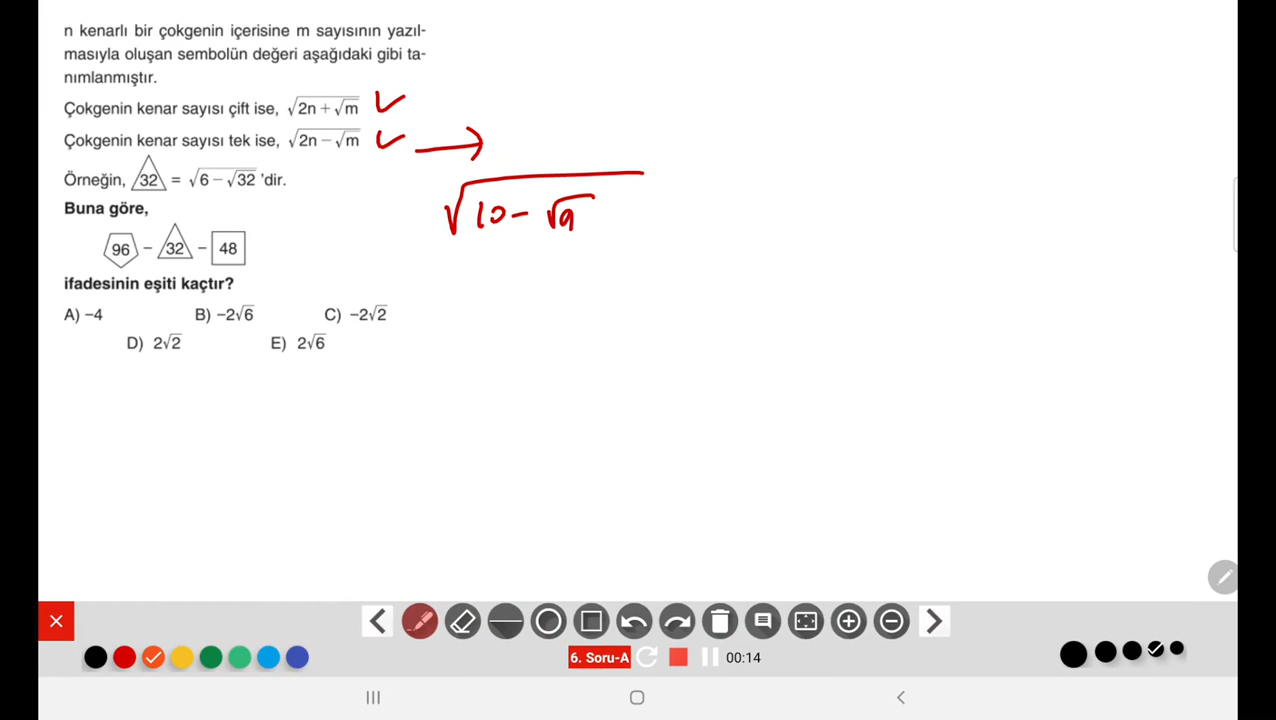 n kenarlı bir çokgenin içerisine m sayısının yazıl-
masıyla oluşan sembolün değeri aşağıdaki gibi ta-
nımlanmıştır.
Çokgenin kenar sayısı çift ise, √(2n + √m)
Çokgenin kenar sayısı tek ise, √(2n − √m)
Örneğin, 32 = √(6 − √32) 'dir.
√(10 − √9
Buna göre,
96 − 32 − 48
ifadesinin eşiti kaçtır?
A) −4 B) −2√6 C) −2√2
D) 2√2 E) 2√6
6. Soru-A 00:14